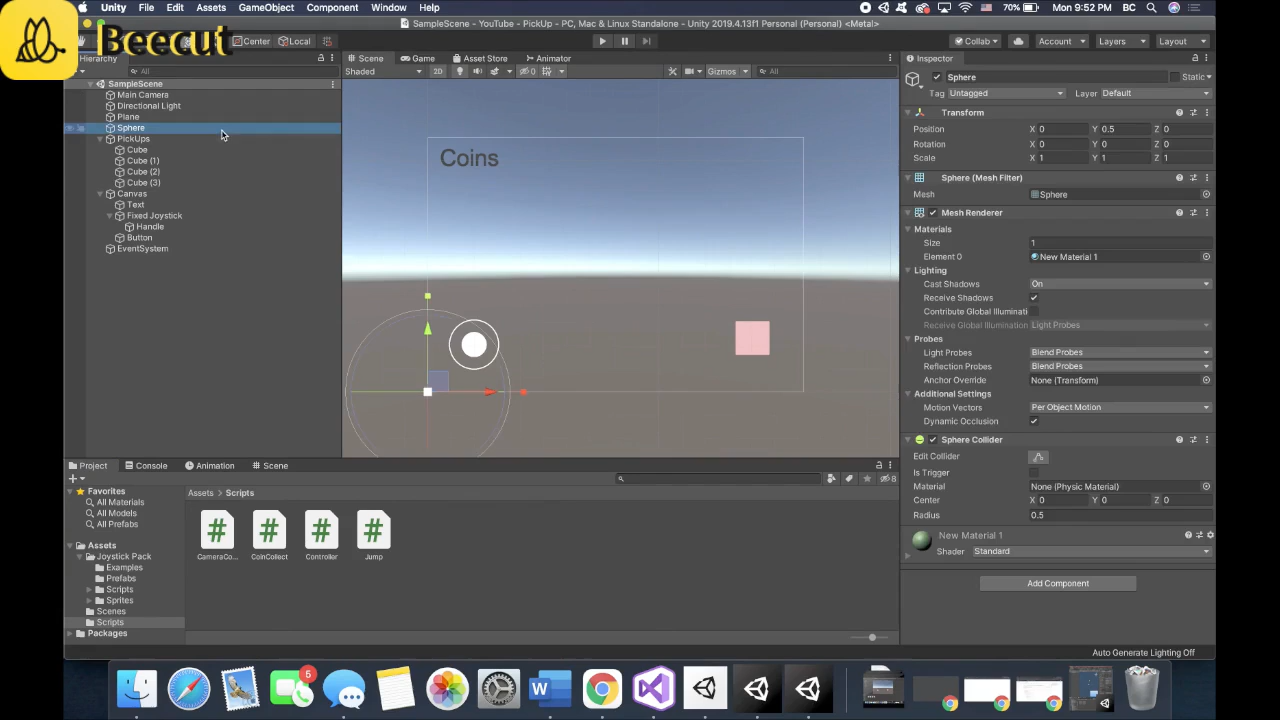 Unity File Edit Assets GameObject Component Window Help 70% Mon 9:52 PM BC
SampleScene - YouTube - PickUp - PC, Mac & Linux Standalone - Unity 2019.4.13f1 Personal (Personal) <Metal>
Beecut
Center Local Collab Account Layers Layout
Hierarchy
All
SampleScene
Main Camera
Directional Light
Plane
Sphere
PickUps
Cube
Cube (1)
Cube (2)
Cube (3)
Canvas
Text
Fixed Joystick
Handle
Button
EventSystem
Scene Game Asset Store Animator
Shaded 2D 0 Gizmos All
Coins
Inspector
Sphere Static
Tag Untagged Layer Default
Transform
Position X 0 Y 0.5 Z 0
Rotation X 0 Y 0 Z 0
Scale X 1 Y 1 Z 1
Sphere (Mesh Filter)
Mesh Sphere
Mesh Renderer
Materials
Size 1
Element 0 New Material 1
Lighting
Cast Shadows On
Receive Shadows
Contribute Global Illuminati
Receive Global Illumination Light Probes
Probes
Light Probes Blend Probes
Reflection Probes Blend Probes
Anchor Override None (Transform)
Additional Settings
Motion Vectors Per Object Motion
Dynamic Occlusion
Sphere Collider
Edit Collider
Is Trigger
Material None (Physic Material)
Center X 0 Y 0 Z 0
Radius 0.5
New Material 1
Shader Standard
Add Component
Project Console Animation Scene
8
Favorites
All Materials
All Models
All Prefabs
Assets
Joystick Pack
Examples
Prefabs
Scripts
Sprites
Scenes
Scripts
Packages
Assets > Scripts
CameraCo... CoinCollect Controller Jump
Auto Generate Lighting Off
5